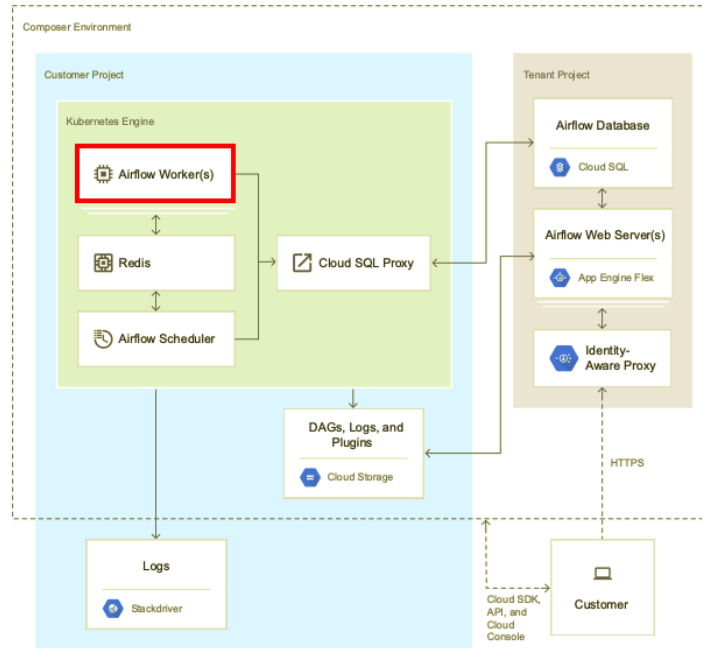 Composer Environment
Customer Project
Tenant Project
Kubernetes Engine
Airflow Worker(s)
Redis
Airflow Scheduler
Cloud SQL Proxy
Airflow Database
Cloud SQL
Airflow Web Server(s)
App Engine Flex
Identity-
Aware Proxy
DAGs, Logs, and
Plugins
Cloud Storage
HTTPS
Logs
Stackdriver
Cloud SDK,
API, and
Cloud
Console
Customer